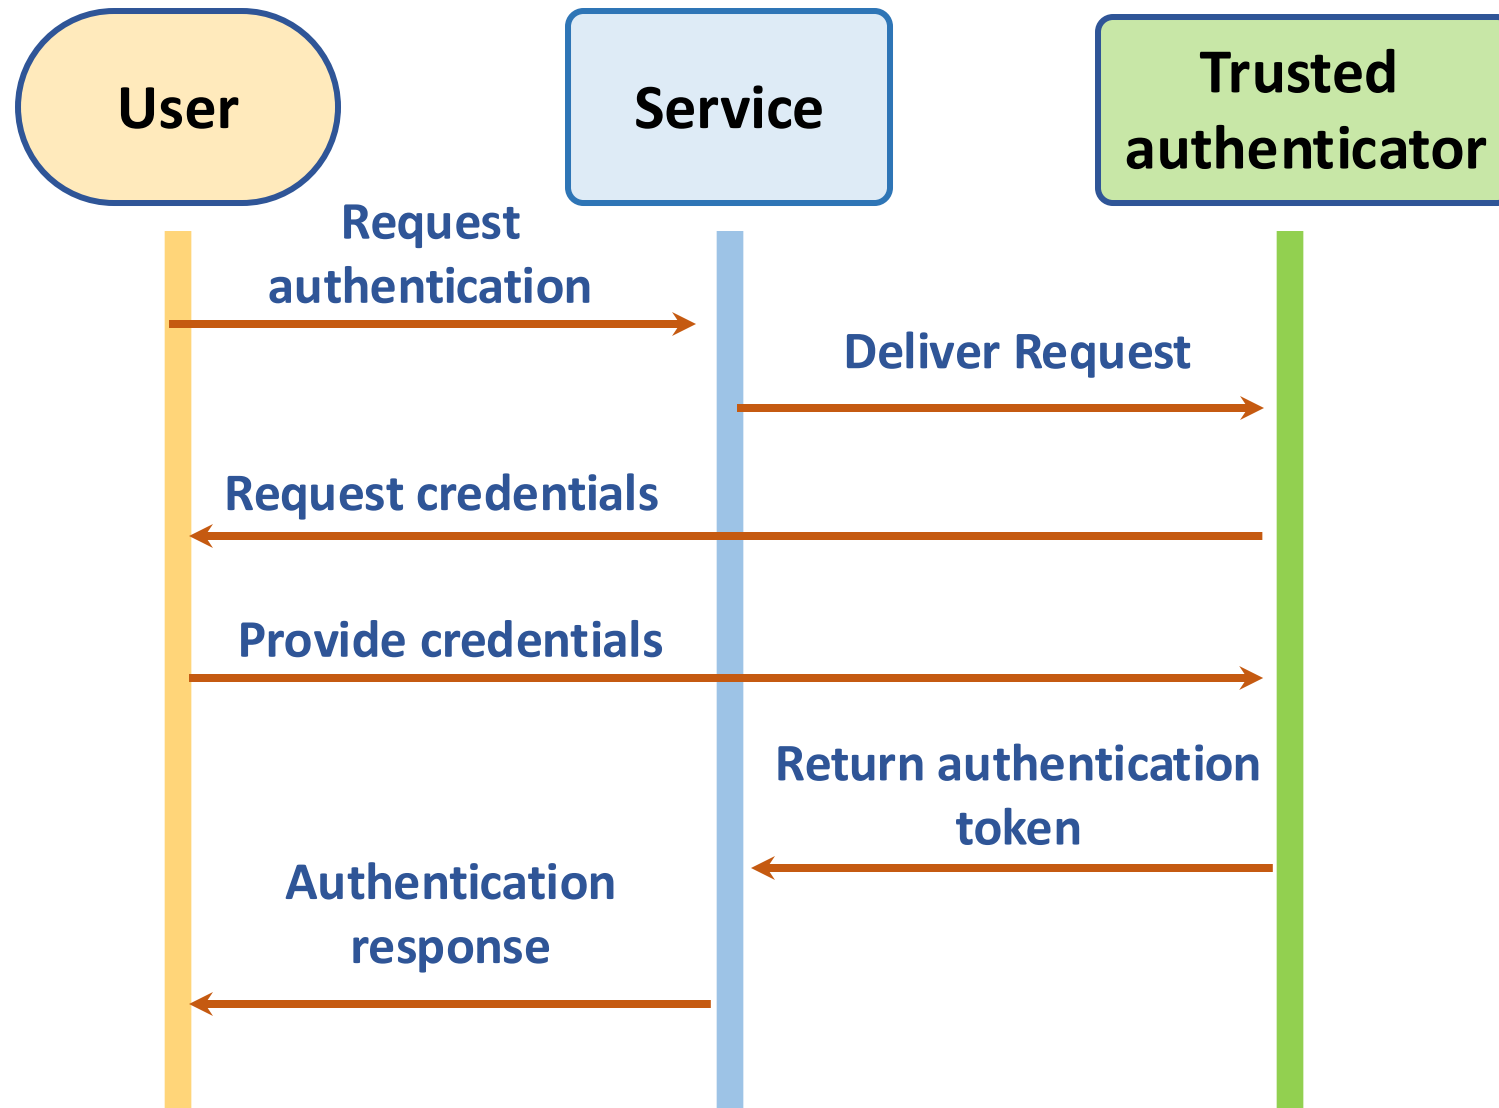 User
Service
Trusted
authenticator
Request
authentication
Deliver Request
Request credentials
Provide credentials
Return authentication
token
Authentication
response